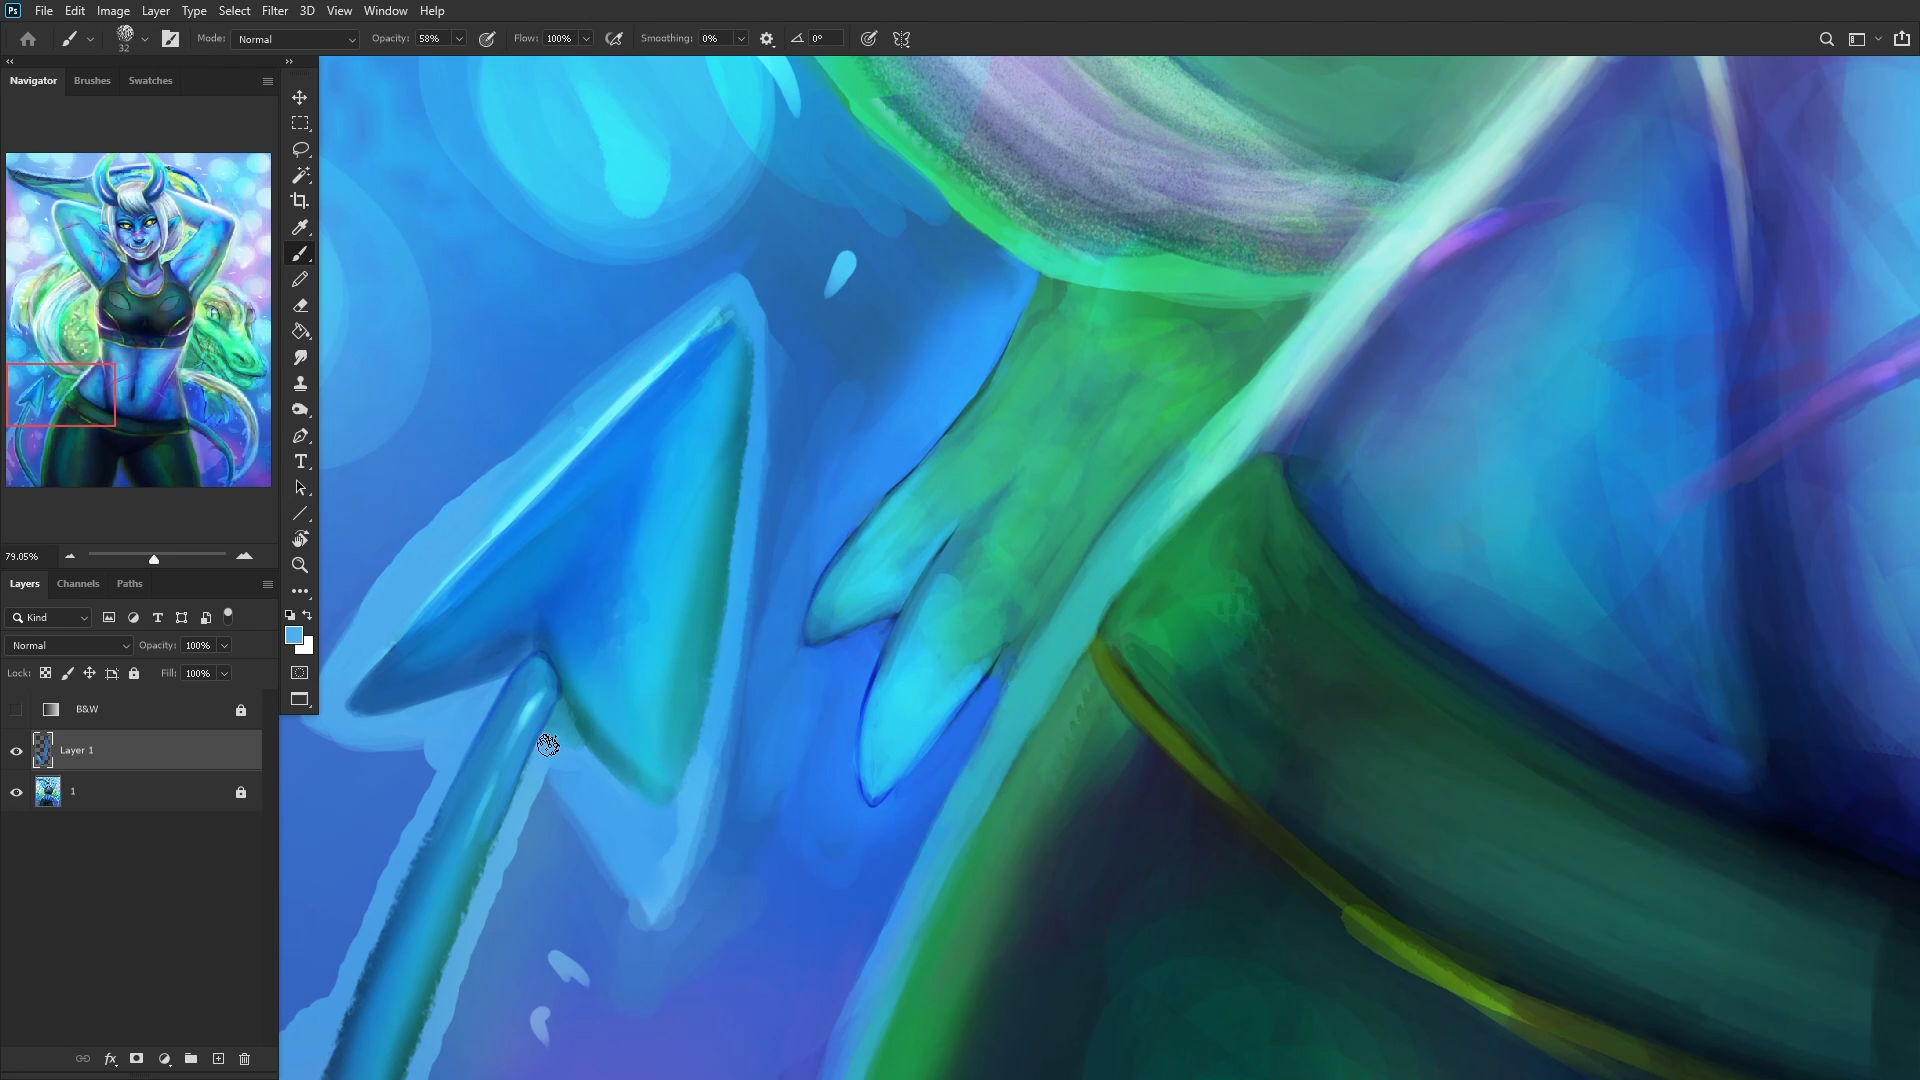 Ps File Edit Image Layer Type Select Filter 3D View Window Help
32 Mode: Normal Opacity: 58% Flow: 100% Smoothing: 0% 0°
Navigator Brushes Swatches
79.05%
Layers Channels Paths
Kind
Normal Opacity: 100%
Lock: Fill: 100%
B&W
Layer 1
1
fx